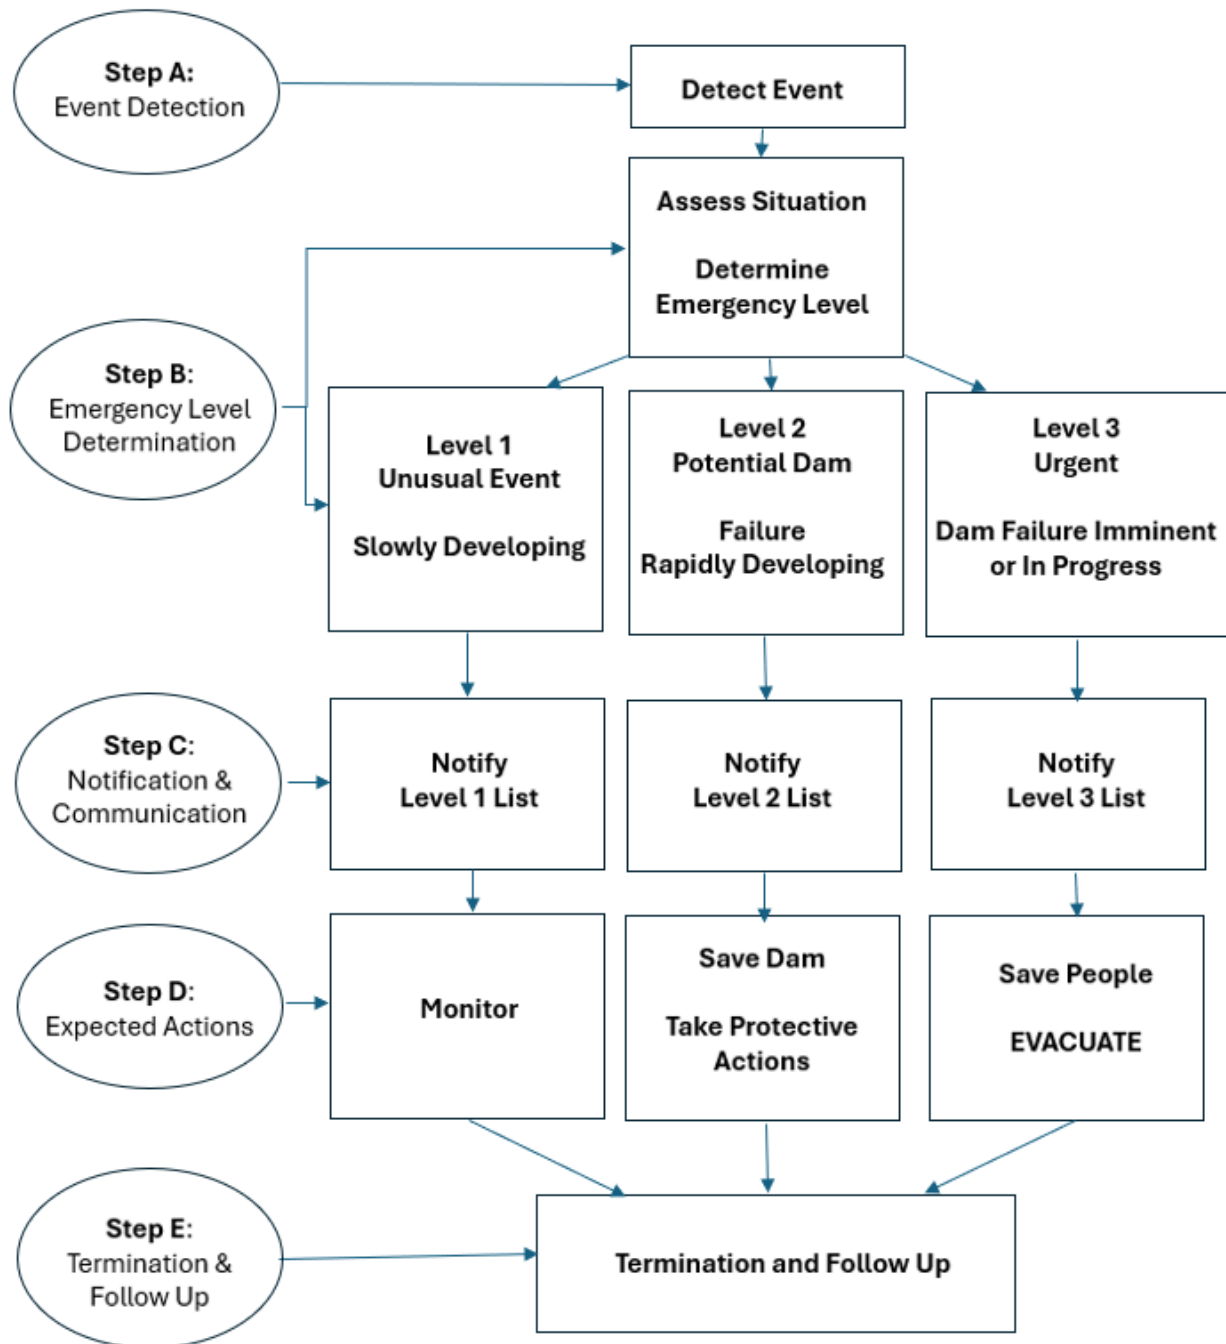 Step A:
Event Detection
Detect Event
Assess Situation
Determine
Emergency Level
Step B:
Emergency Level
Determination
Level 1
Unusual Event
Slowly Developing
Level 2
Potential Dam
Failure
Rapidly Developing
Level 3
Urgent
Dam Failure Imminent
or In Progress
Step C:
Notification &
Communication
Notify
Level 1 List
Notify
Level 2 List
Notify
Level 3 List
Step D:
Expected Actions
Monitor
Save Dam
Take Protective
Actions
Save People
EVACUATE
Step E:
Termination &
Follow Up
Termination and Follow Up